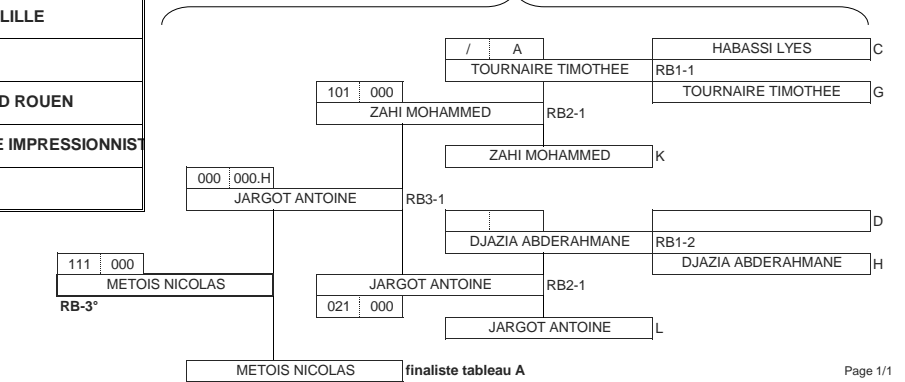 LILLE
/ A HABASSI LYES C
TOURNAIRE TIMOTHEE RB1-1
D ROUEN 101 000 TOURNAIRE TIMOTHEE G
ZAHI MOHAMMED RB2-1
E IMPRESSIONNIST
ZAHI MOHAMMED K
000 000.H
JARGOT ANTOINE RB3-1
D
DJAZIA ABDERAHMANE RB1-2
111 000 DJAZIA ABDERAHMANE H
METOIS NICOLAS JARGOT ANTOINE RB2-1
RB-3° 021 000
JARGOT ANTOINE L
METOIS NICOLAS finaliste tableau A Page 1/1